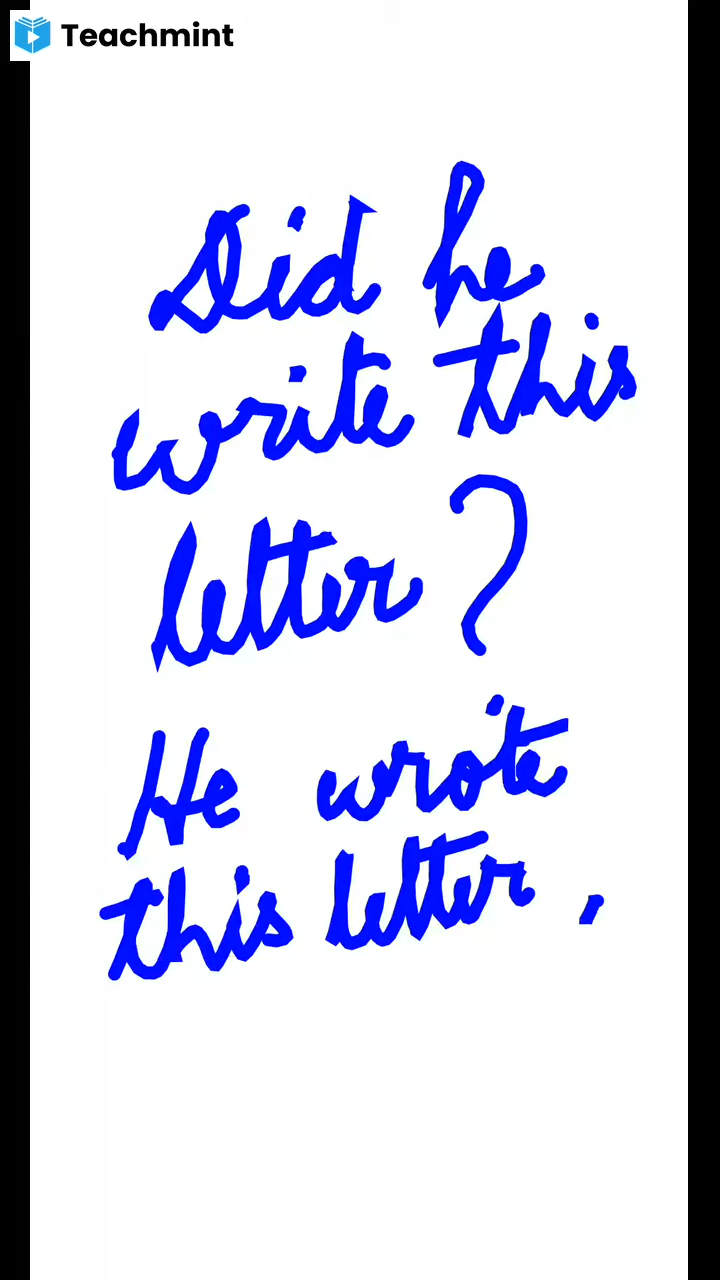 Teachmint
Did he
write this
letter?
He wrote
this letter.